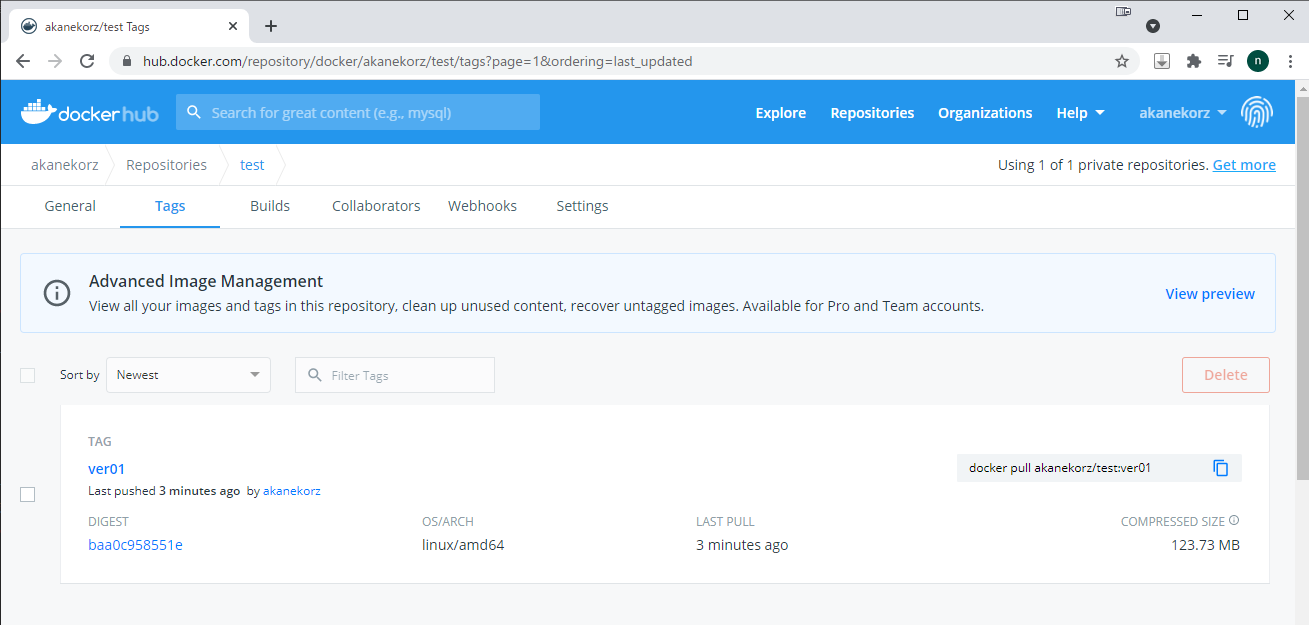 akanekorz/test Tags
hub.docker.com/repository/docker/akanekorz/test/tags?page=1&ordering=last_updated
n
docker hub
Search for great content (e.g., mysql)
Explore Repositories Organizations Help akanekorz
akanekorz Repositories test
Using 1 of 1 private repositories. Get more
General Tags Builds Collaborators Webhooks Settings
Advanced Image Management
View all your images and tags in this repository, clean up unused content, recover untagged images. Available for Pro and Team accounts.
View preview
Sort by Newest Filter Tags Delete
TAG
ver01
docker pull akanekorz/test:ver01
Last pushed 3 minutes ago by akanekorz
DIGEST OS/ARCH LAST PULL COMPRESSED SIZE
baa0c958551e linux/amd64 3 minutes ago 123.73 MB